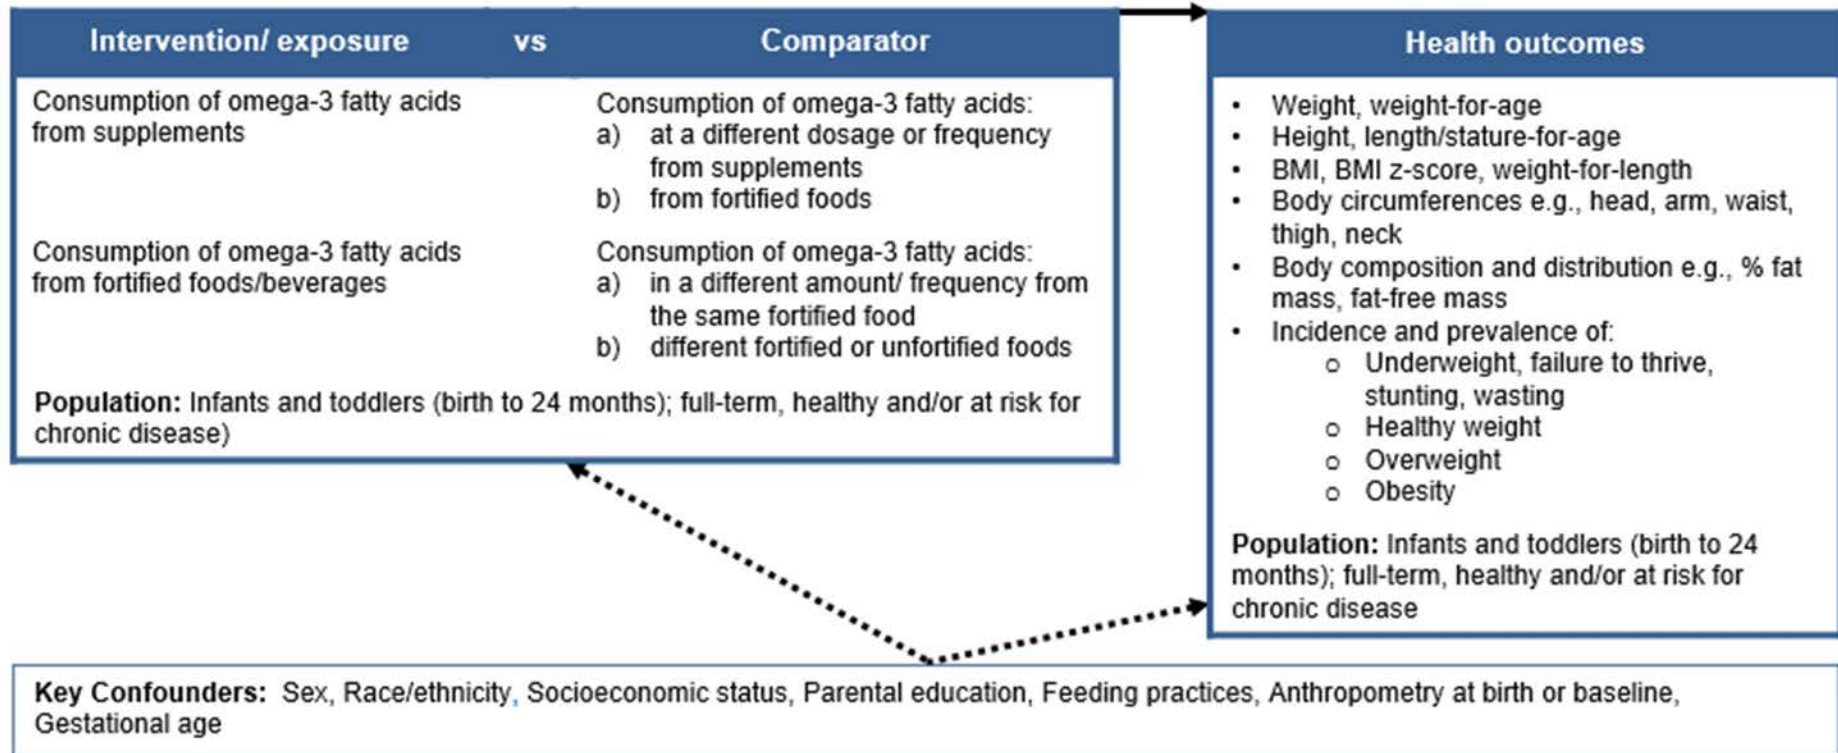 Intervention/ exposure vs Comparator
Consumption of omega-3 fatty acids
from supplements
Consumption of omega-3 fatty acids:
a) at a different dosage or frequency
from supplements
b) from fortified foods
Consumption of omega-3 fatty acids
from fortified foods/beverages
Consumption of omega-3 fatty acids:
a) in a different amount/ frequency from
the same fortified food
b) different fortified or unfortified foods
Population: Infants and toddlers (birth to 24 months); full-term, healthy and/or at risk for
chronic disease)
Health outcomes
• Weight, weight-for-age
• Height, length/stature-for-age
• BMI, BMI z-score, weight-for-length
• Body circumferences e.g., head, arm, waist,
thigh, neck
• Body composition and distribution e.g., % fat
mass, fat-free mass
• Incidence and prevalence of:
o Underweight, failure to thrive,
stunting, wasting
o Healthy weight
o Overweight
o Obesity
Population: Infants and toddlers (birth to 24
months); full-term, healthy and/or at risk for
chronic disease
Key Confounders: Sex, Race/ethnicity, Socioeconomic status, Parental education, Feeding practices, Anthropometry at birth or baseline,
Gestational age